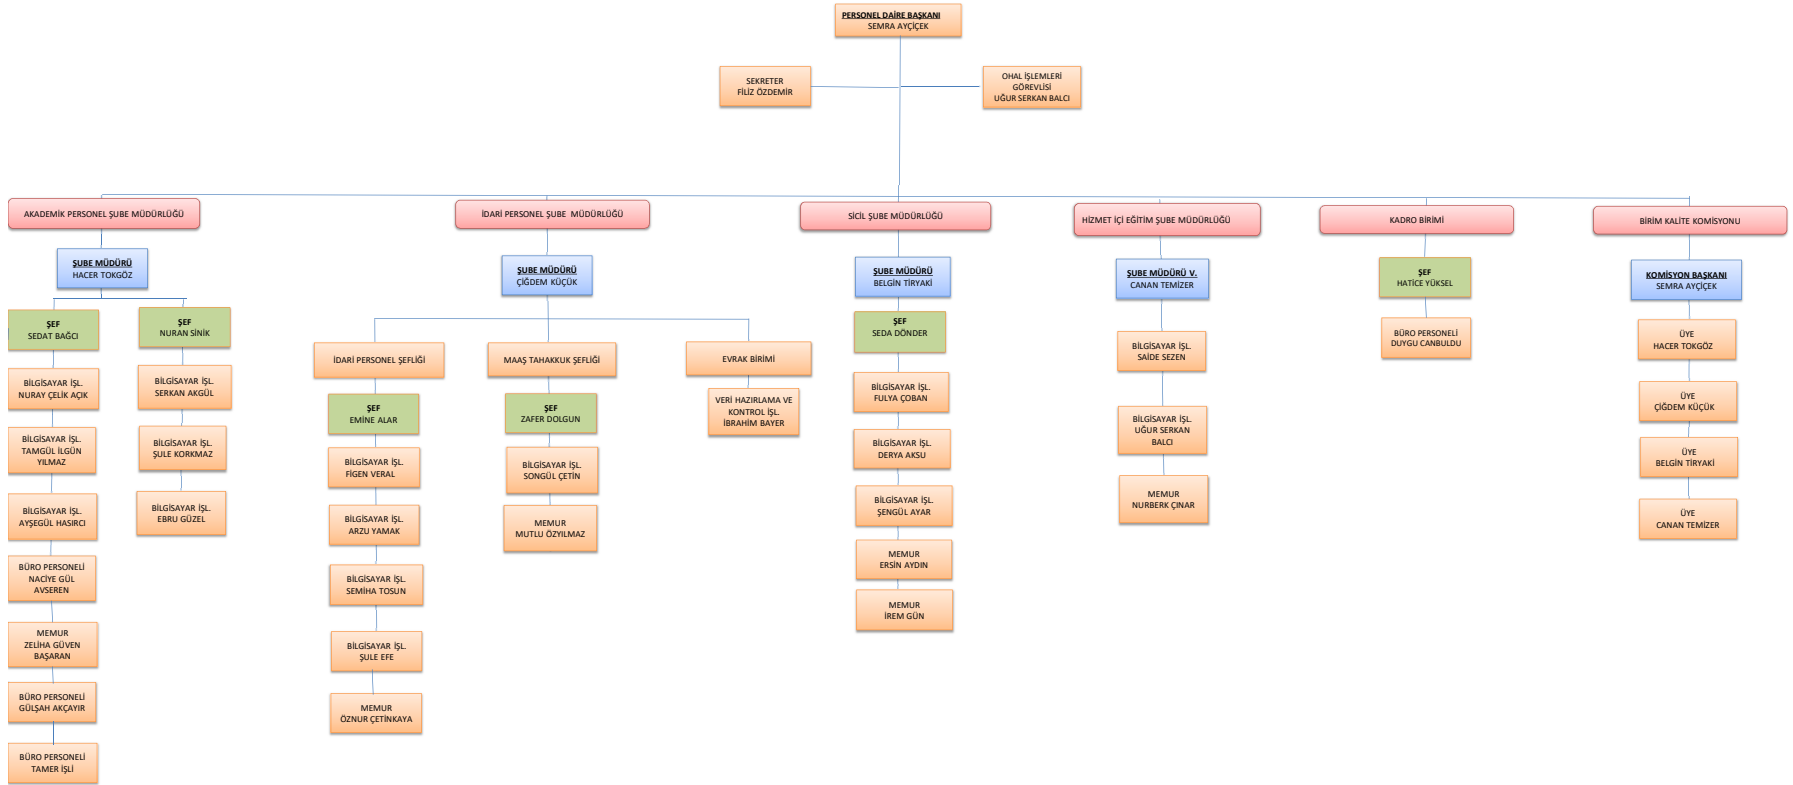 PERSONEL DAİRE BAŞKANI
SEMRA AYÇİÇEK
SEKRETER
FİLİZ ÖZDEMİR
OHAL İŞLEMLERİ
GÖREVLİSİ
UĞUR SERKAN BALCI
AKADEMİK PERSONEL ŞUBE MÜDÜRLÜĞÜ
ŞUBE MÜDÜRÜ
HACER TOKGÖZ
ŞEF
SEDAT BAĞCI
BİLGİSAYAR İŞL.
NURAY ÇELİK AÇIK
BİLGİSAYAR İŞL.
TAMGÜL İLGÜN
YILMAZ
BİLGİSAYAR İŞL.
AYŞEGÜL HASIRCI
BÜRO PERSONELİ
NACİYE GÜL
AVSEREN
MEMUR
ZELİHA GÜVEN
BAŞARAN
BÜRO PERSONELİ
GÜLŞAH AKÇAYIR
BÜRO PERSONELİ
TAMER İŞLİ
ŞEF
NURAN SİNİK
BİLGİSAYAR İŞL.
SERKAN AKGÜL
BİLGİSAYAR İŞL.
ŞULE KORKMAZ
BİLGİSAYAR İŞL.
EBRU GÜZEL
İDARİ PERSONEL ŞUBE  MÜDÜRLÜĞÜ
ŞUBE MÜDÜRÜ
ÇİĞDEM KÜÇÜK
İDARİ PERSONEL ŞEFLİĞİ
ŞEF
EMİNE ALAR
BİLGİSAYAR İŞL.
FİGEN VERAL
BİLGİSAYAR İŞL.
ARZU YAMAK
BİLGİSAYAR İŞL.
SEMİHA TOSUN
BİLGİSAYAR İŞL.
ŞULE EFE
MEMUR
ÖZNUR ÇETİNKAYA
MAAŞ TAHAKKUK ŞEFLİĞİ
ŞEF
ZAFER DOLGUN
BİLGİSAYAR İŞL.
SONGÜL ÇETİN
MEMUR
MUTLU ÖZYILMAZ
EVRAK BİRİMİ
VERİ HAZIRLAMA VE
KONTROL İŞL.
İBRAHİM BAYER
SİCİL ŞUBE MÜDÜRLÜĞÜ
ŞUBE MÜDÜRÜ
BELGİN TİRYAKİ
ŞEF
SEDA DÖNDER
BİLGİSAYAR İŞL.
FULYA ÇOBAN
BİLGİSAYAR İŞL.
DERYA AKSU
BİLGİSAYAR İŞL.
ŞENGÜL AYAR
MEMUR
ERSİN AYDIN
MEMUR
İREM GÜN
HİZMET İÇİ EĞİTİM ŞUBE MÜDÜRLÜĞÜ
ŞUBE MÜDÜRÜ V.
CANAN TEMİZER
BİLGİSAYAR İŞL.
SAİDE SEZEN
BİLGİSAYAR İŞL.
UĞUR SERKAN
BALCI
MEMUR
NURBERK ÇINAR
KADRO BİRİMİ
ŞEF
HATİCE YÜKSEL
BÜRO PERSONELİ
DUYGU CANBULDU
BİRİM KALİTE KOMİSYONU
KOMİSYON BAŞKANI
SEMRA AYÇİÇEK
ÜYE
HACER TOKGÖZ
ÜYE
ÇİĞDEM KÜÇÜK
ÜYE
BELGİN TİRYAKİ
ÜYE
CANAN TEMİZER